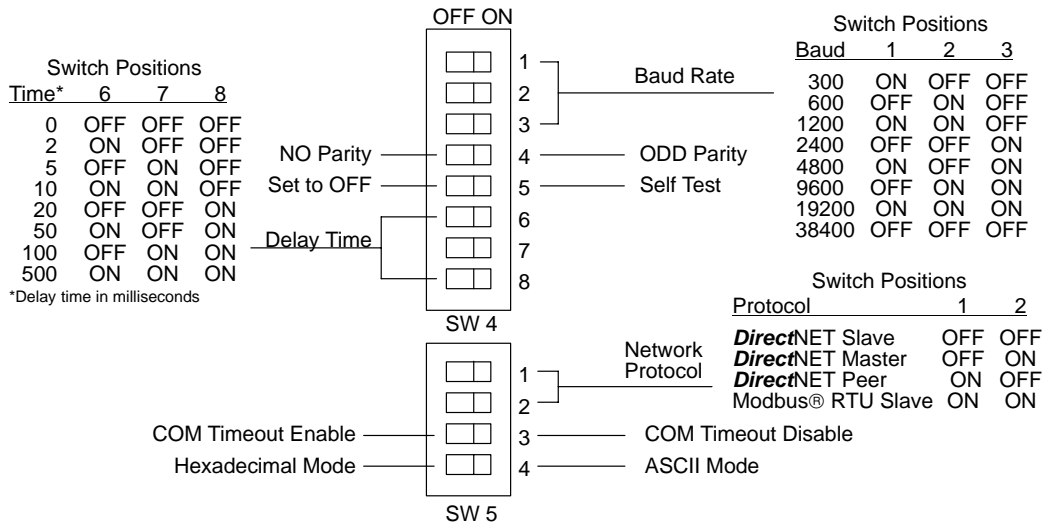 OFF ON
1
2
3
4
5
6
7
8
SW 4
Baud Rate
NO Parity
ODD Parity
Set to OFF
Self Test
Delay Time
Switch Positions
Time* 6 7 8
0 OFF OFF OFF
2 ON OFF OFF
5 OFF ON OFF
10 ON ON OFF
20 OFF OFF ON
50 ON OFF ON
100 OFF ON ON
500 ON ON ON
*Delay time in milliseconds
Switch Positions
Baud 1 2 3
300 ON OFF OFF
600 OFF ON OFF
1200 ON ON OFF
2400 OFF OFF ON
4800 ON OFF ON
9600 OFF ON ON
19200 ON ON ON
38400 OFF OFF OFF
Switch Positions
Protocol 1 2
DirectNET Slave OFF OFF
DirectNET Master OFF ON
DirectNET Peer ON OFF
Modbus® RTU Slave ON ON
Network
Protocol
1
2
3
4
COM Timeout Enable
COM Timeout Disable
Hexadecimal Mode
ASCII Mode
SW 5